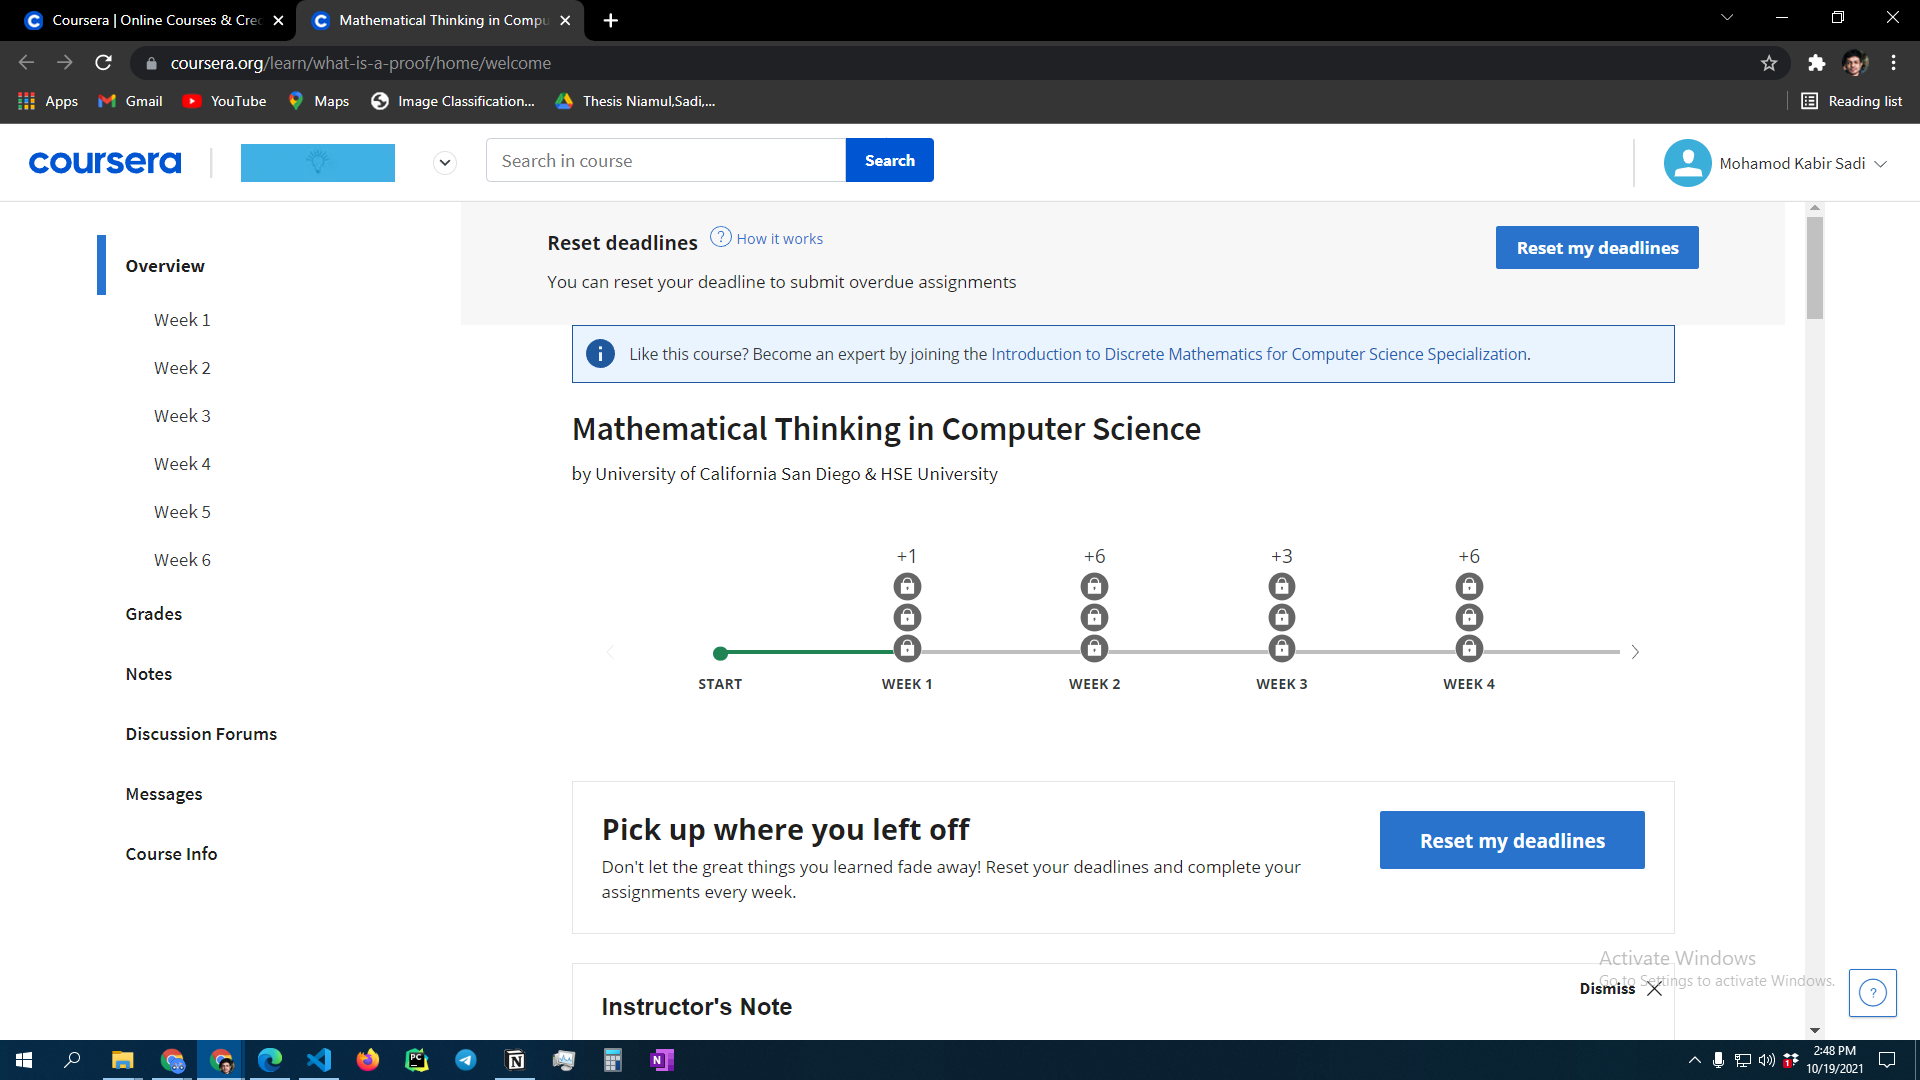 Coursera | Online Courses & Cred
Mathematical Thinking in Compu
coursera.org/learn/what-is-a-proof/home/welcome
Apps
Gmail
YouTube
Maps
Image Classification...
Thesis Niamul,Sadi,...
Reading list
coursera
Search in course
Search
Mohamod Kabir Sadi
Reset deadlines
How it works
Reset my deadlines
You can reset your deadline to submit overdue assignments
Overview
Week 1
Week 2
Week 3
Week 4
Week 5
Week 6
Grades
Notes
Discussion Forums
Messages
Course Info
Like this course? Become an expert by joining the Introduction to Discrete Mathematics for Computer Science Specialization.
Mathematical Thinking in Computer Science
by University of California San Diego & HSE University
+1
+6
+3
+6
START
WEEK 1
WEEK 2
WEEK 3
WEEK 4
Pick up where you left off
Reset my deadlines
Don't let the great things you learned fade away! Reset your deadlines and complete your
assignments every week.
Activate Windows
Go to Settings to activate Windows.
Dismiss
Instructor's Note
2:48 PM
10/19/2021